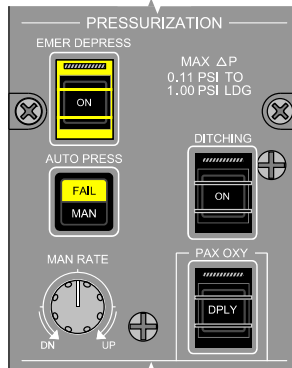 PRESSURIZATION
EMER DEPRESS
ON
MAX △P
0.11 PSI TO
1.00 PSI LDG
AUTO PRESS
FAIL
MAN
DITCHING
ON
MAN RATE
DN
UP
PAX OXY
DPLY